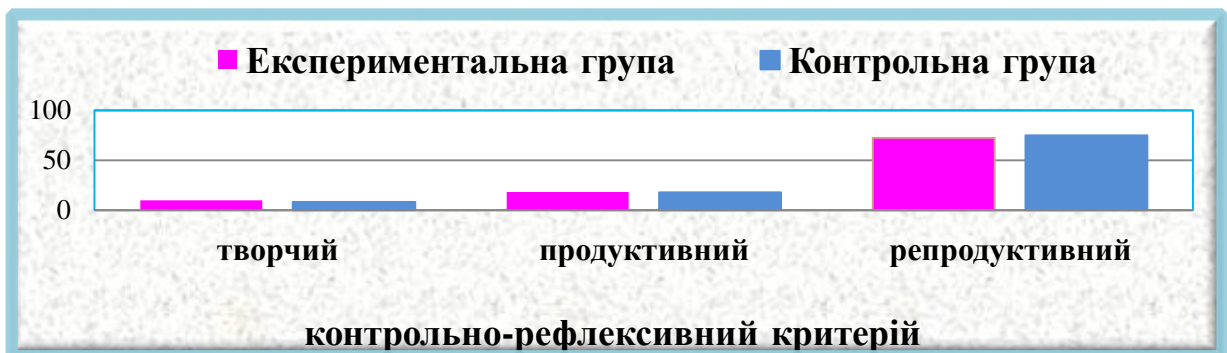 Експериментальна група Контрольна група
100
50
0
творчий продуктивний репродуктивний
контрольно-рефлексивний критерій